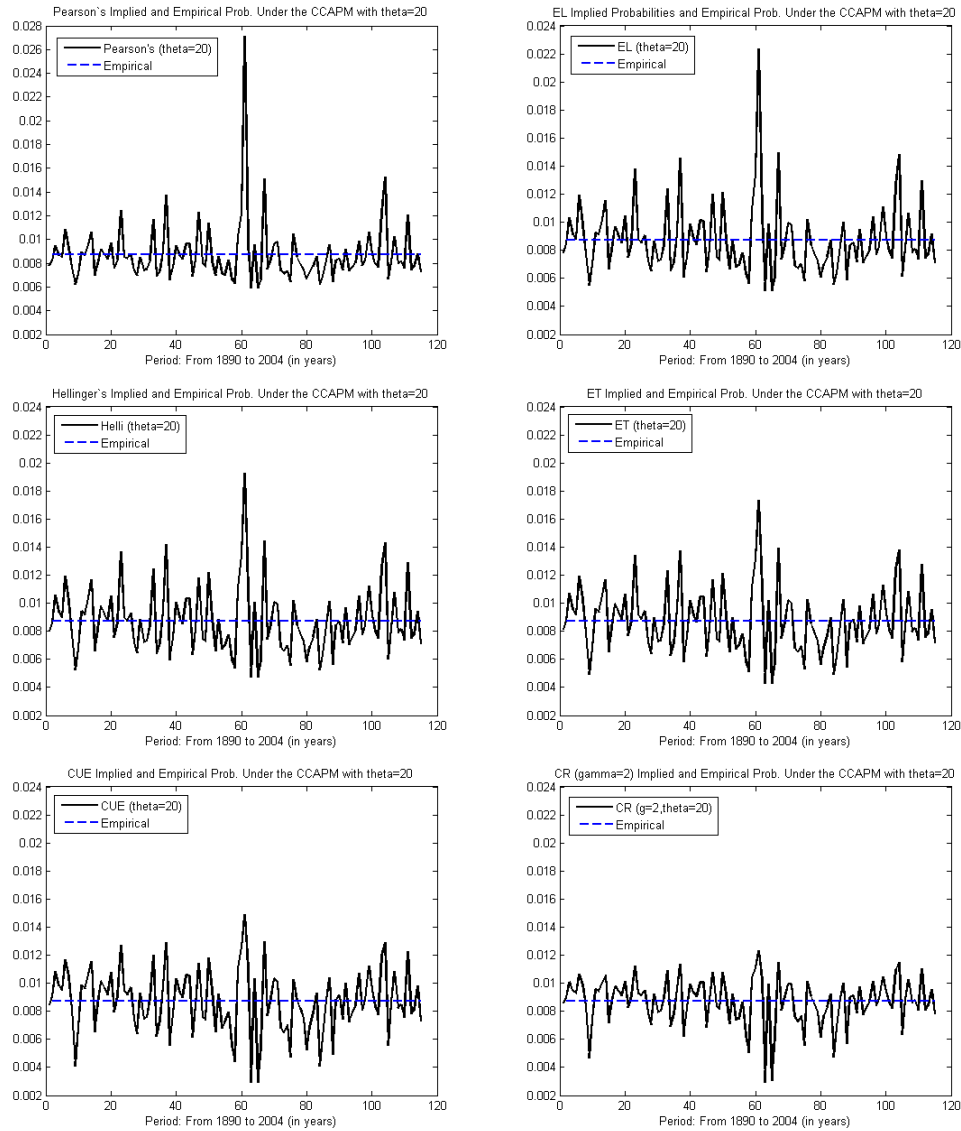 Pearson`s Implied and Empirical Prob. Under the CCAPM with theta=20
0.028
0.026
0.024
0.022
0.02
0.018
0.016
0.014
0.012
0.01
0.008
0.006
0.004
0.002
Pearson's (theta=20)
Empirical
0 20 40 60 80 100 120
Period: From 1890 to 2004 (in years)
EL Implied Probabilities and Empirical Prob. Under the CCAPM with theta=20
0.024
0.022
0.02
0.018
0.016
0.014
0.012
0.01
0.008
0.006
0.004
0.002
EL (theta=20)
Empirical
0 20 40 60 80 100 120
Period: From 1890 to 2004 (in years)
Hellinger`s Implied and Empirical Prob. Under the CCAPM with theta=20
0.024
0.022
0.02
0.018
0.016
0.014
0.012
0.01
0.008
0.006
0.004
0.002
Helli (theta=20)
Empirical
0 20 40 60 80 100 120
Period: From 1890 to 2004 (in years)
ET Implied and Empirical Prob. Under the CCAPM with theta=20
0.024
0.022
0.02
0.018
0.016
0.014
0.012
0.01
0.008
0.006
0.004
0.002
ET (theta=20)
Empirical
0 20 40 60 80 100 120
Period: From 1890 to 2004 (in years)
CUE Implied and Empirical Prob. Under the CCAPM with theta=20
0.024
0.022
0.02
0.018
0.016
0.014
0.012
0.01
0.008
0.006
0.004
0.002
CUE (theta=20)
Empirical
0 20 40 60 80 100 120
Period: From 1890 to 2004 (in years)
CR (gamma=2) Implied and Empirical Prob. Under the CCAPM with theta=20
0.024
0.022
0.02
0.018
0.016
0.014
0.012
0.01
0.008
0.006
0.004
0.002
CR (g=2,theta=20)
Empirical
0 20 40 60 80 100 120
Period: From 1890 to 2004 (in years)